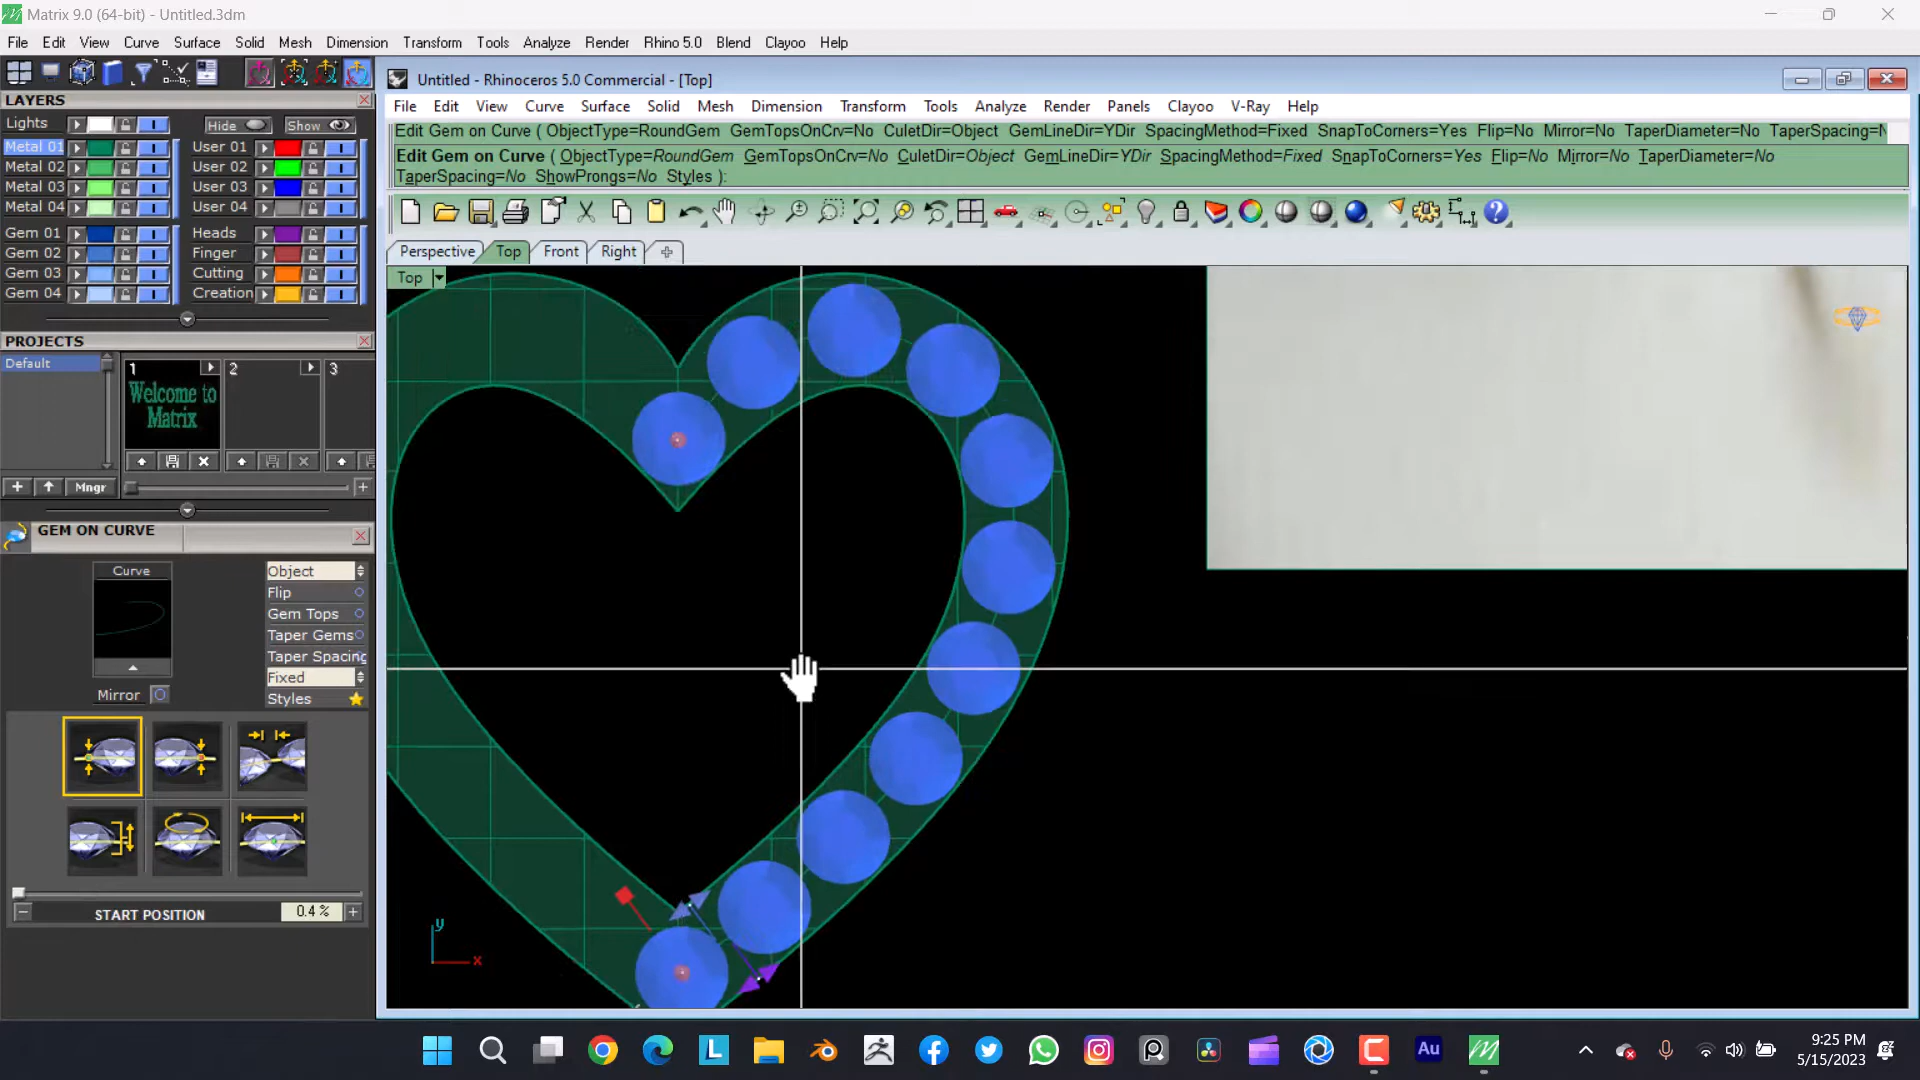 Matrix 9.0 (64-bit) - Untitled.3dm
File Edit View Curve Surface Solid Mesh Dimension Transform Tools Analyze Render Rhino 5.0 Blend Clayoo Help
LAYERS
Lights Hide Show
Metal 01 User 01
Metal 02 User 02
Metal 03 User 03
Metal 04 User 04
Gem 01 Heads
Gem 02 Finger
Gem 03 Cutting
Gem 04 Creation
PROJECTS
Default
1 2 3
Welcome to
Matrix
Mngr
GEM ON CURVE
Curve
Object
Flip
Gem Tops
Taper Gems
Taper Spacing
Fixed
Styles
Mirror
START POSITION 0.4 %
Untitled - Rhinoceros 5.0 Commercial - [Top]
File Edit View Curve Surface Solid Mesh Dimension Transform Tools Analyze Render Panels Clayoo V-Ray Help
Edit Gem on Curve ( ObjectType=RoundGem GemTopsOnCrv=No CuletDir=Object GemLineDir=YDir SpacingMethod=Fixed SnapToCorners=Yes Flip=No Mirror=No TaperDiameter=No TaperSpacing=N
Edit Gem on Curve ( ObjectType=RoundGem GemTopsOnCrv=No CuletDir=Object GemLineDir=YDir SpacingMethod=Fixed SnapToCorners=Yes Flip=No Mirror=No TaperDiameter=No
TaperSpacing=No ShowProngs=No Styles ):
Perspective Top Front Right
Top
y
x
L
Au
9:25 PM
5/15/2023